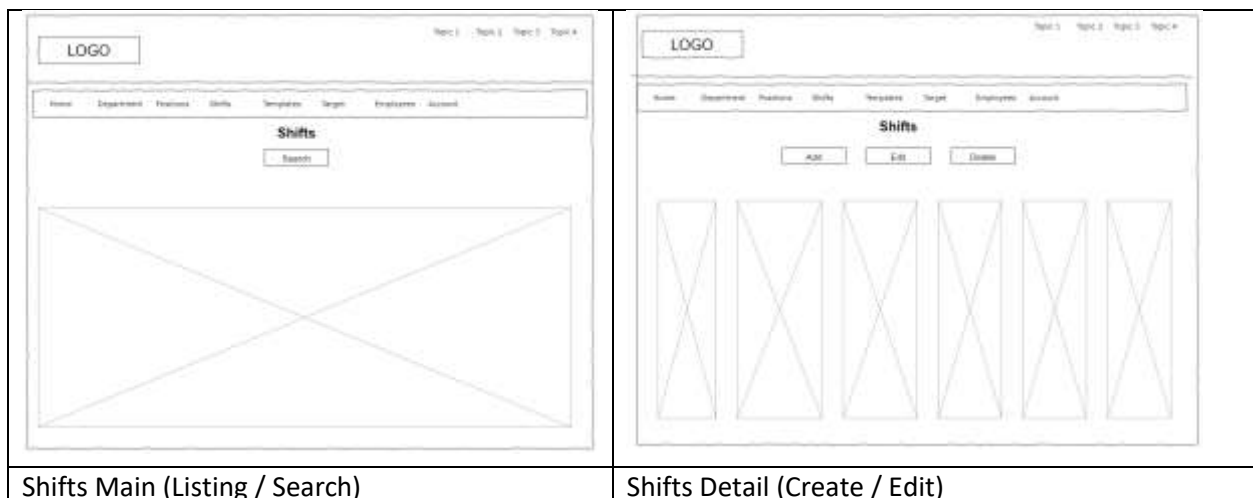 LOGO
Topic 1 Topic 2 Topic 3 Topic 4
Home Department Positions Shifts Templates Target Employees Account
Shifts
Search
Shifts Main (Listing / Search)
LOGO
Topic 1 Topic 2 Topic 3 Topic 4
Home Department Positions Shifts Templates Target Employees Account
Shifts
Add Edit Delete
Shifts Detail (Create / Edit)